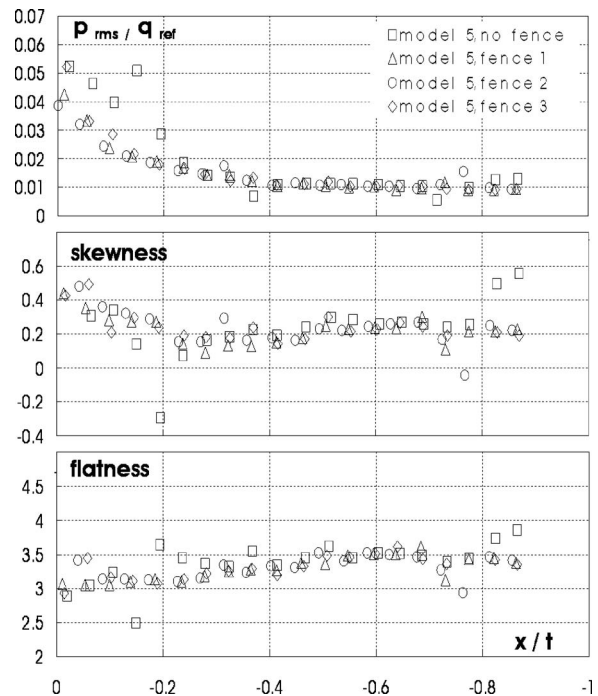 0.07
p rms / q ref
□ model 5,no fence
△ model 5,fence 1
○ model 5,fence 2
◇ model 5,fence 3
0.06
0.05
0.04
0.03
0.02
0.01
0
skewness
0.6
0.4
0.2
0
-0.2
-0.4
flatness
4.5
4
3.5
3
2.5
2
x / t
0 -0.2 -0.4 -0.6 -0.8 -1